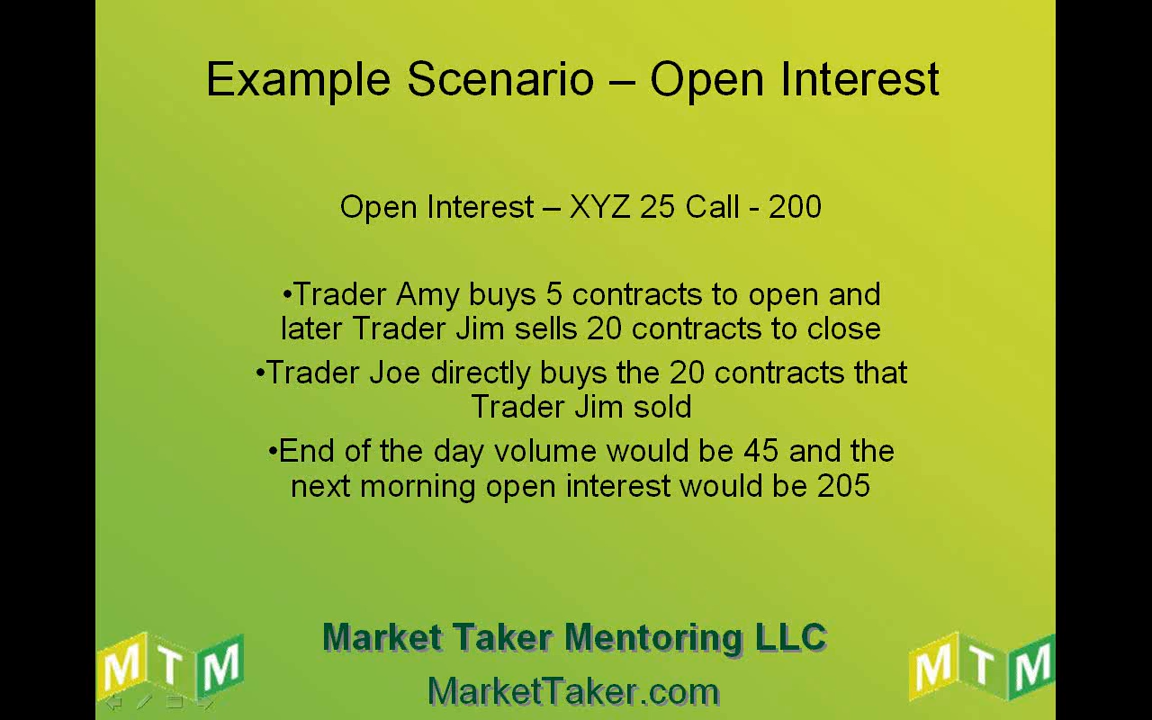 Example Scenario – Open Interest
Open Interest – XYZ 25 Call - 200
•Trader Amy buys 5 contracts to open and
later Trader Jim sells 20 contracts to close
•Trader Joe directly buys the 20 contracts that
Trader Jim sold
•End of the day volume would be 45 and the
next morning open interest would be 205
Market Taker Mentoring LLC
MarketTaker.com
MTM
MTM